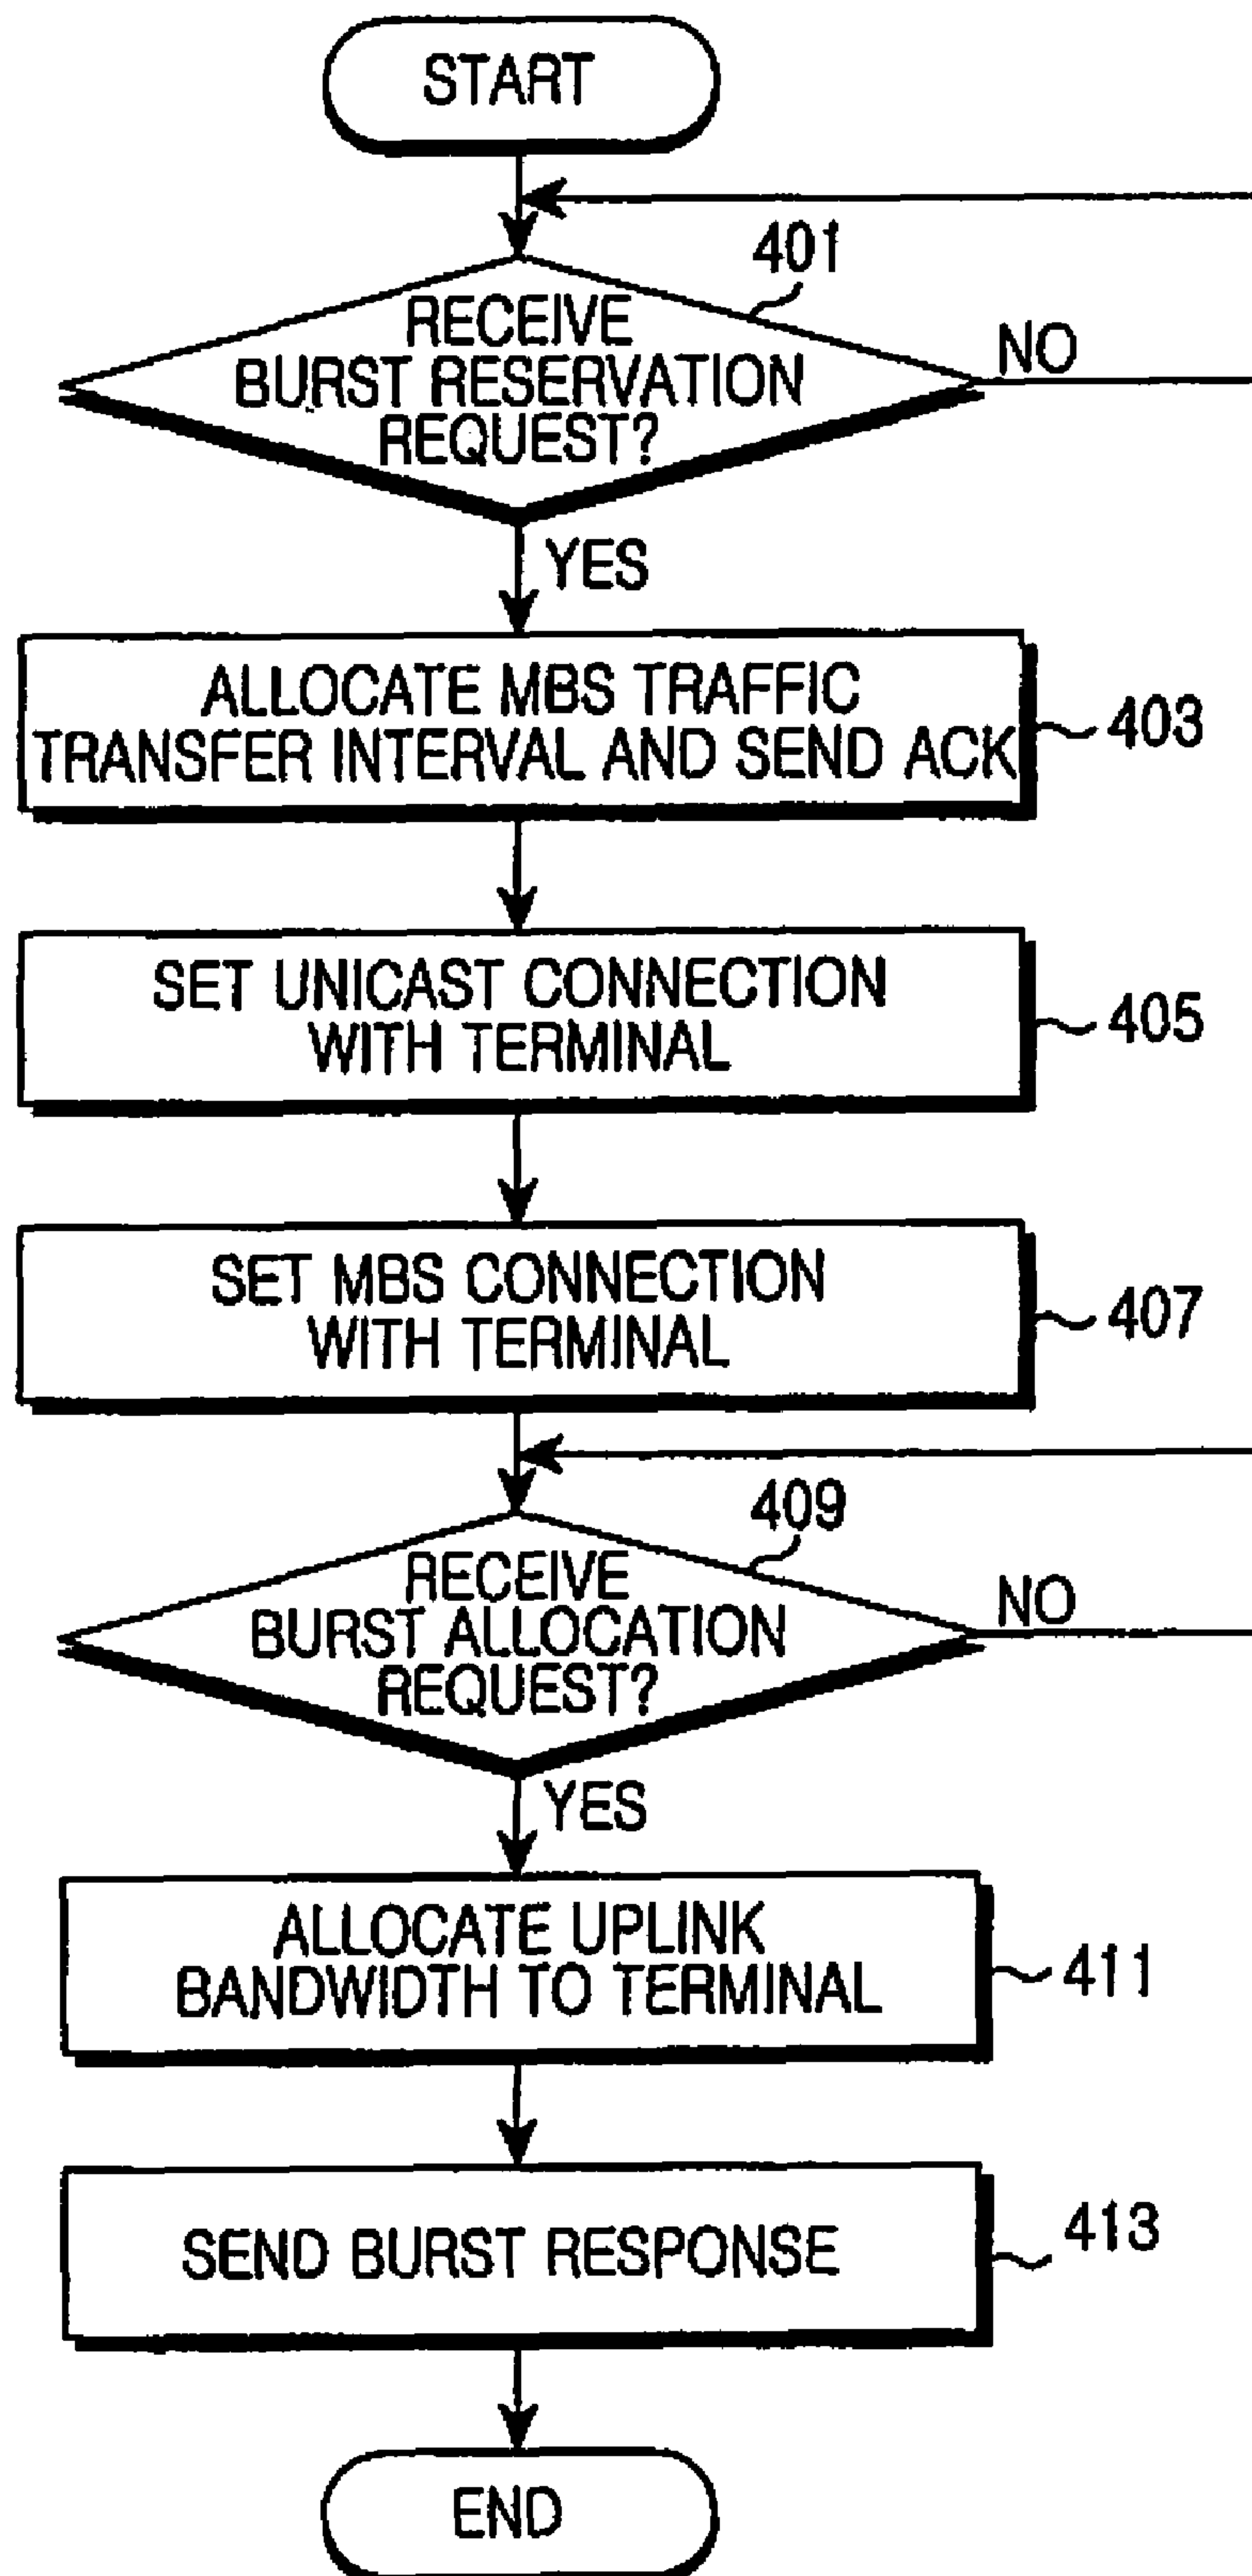 START
401
RECEIVE
BURST RESERVATION
REQUEST?
NO
YES
ALLOCATE MBS TRAFFIC
TRANSFER INTERVAL AND SEND ACK
403
SET UNICAST CONNECTION
WITH TERMINAL
405
SET MBS CONNECTION
WITH TERMINAL
407
409
RECEIVE
BURST ALLOCATION
REQUEST?
NO
YES
ALLOCATE UPLINK
BANDWIDTH TO TERMINAL
411
SEND BURST RESPONSE
413
END